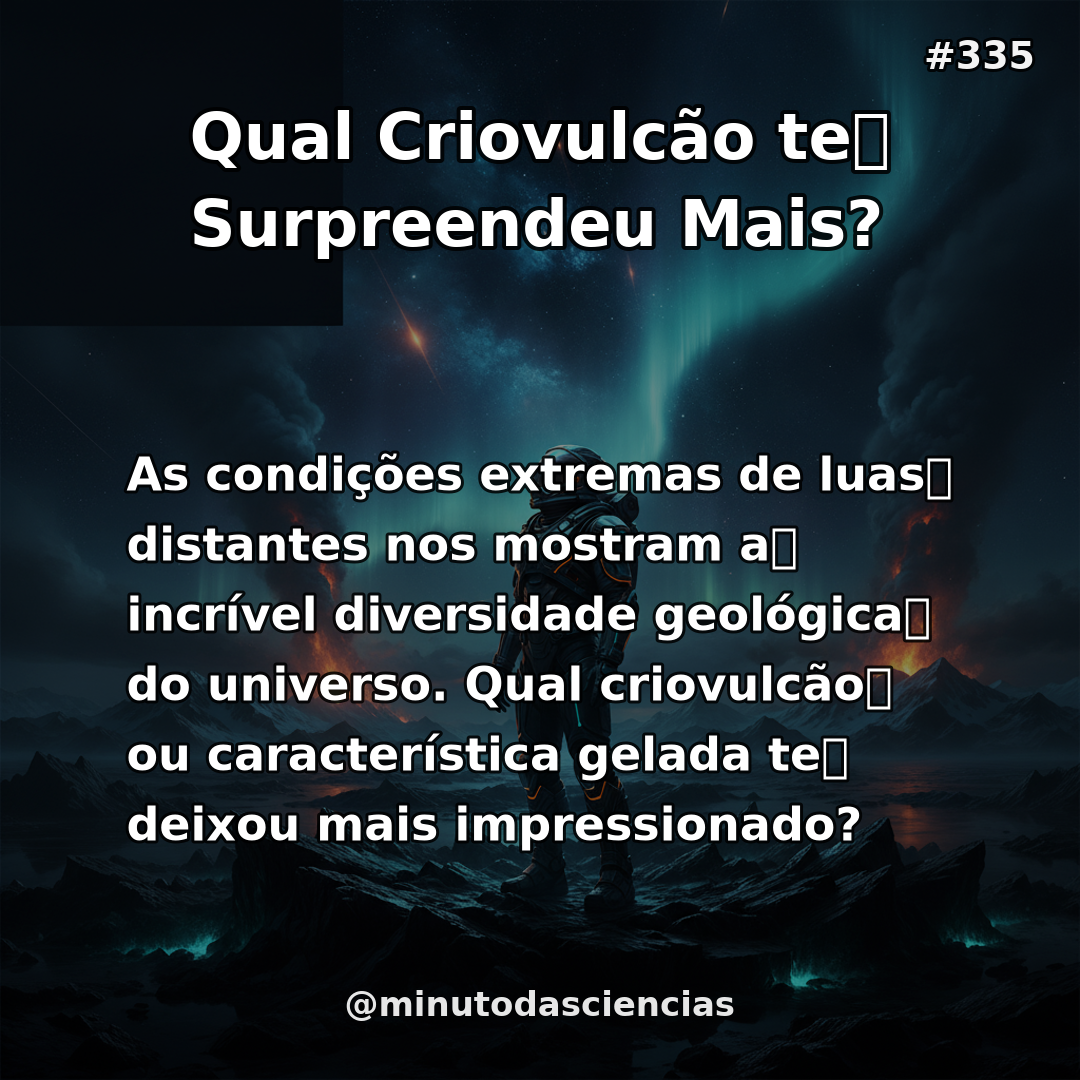 #335
Qual Criovulcão te
Surpreendeu Mais?
As condições extremas de luas
distantes nos mostram a
incrível diversidade geológica
do universo. Qual criovulcão
ou característica gelada te
deixou mais impressionado?
@minutodasciencias